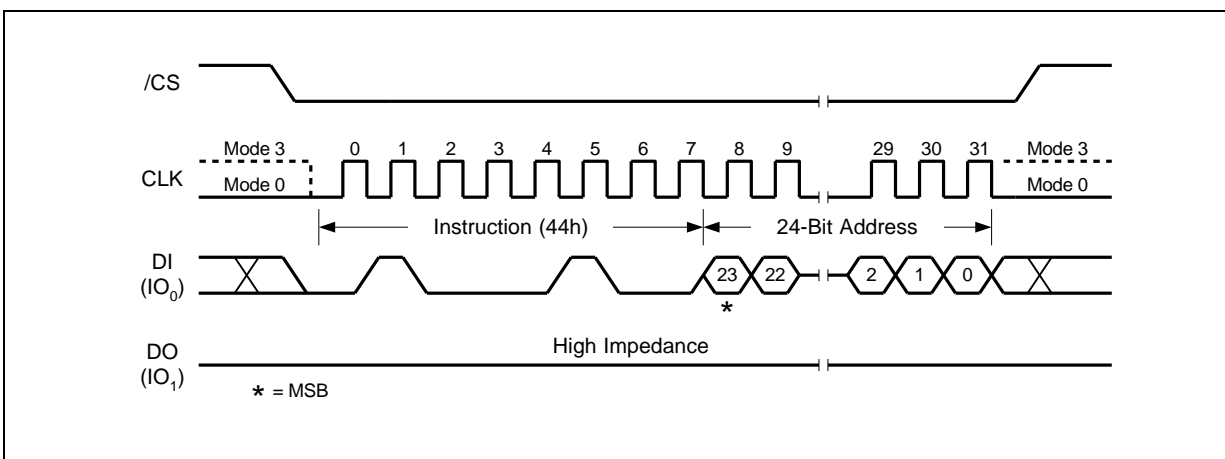 /CS
Mode 3 0 1 2 3 4 5 6 7 8 9 29 30 31 Mode 3
CLK
Mode 0 Mode 0
Instruction (44h) 24-Bit Address
DI
(IO0)
23 22 2 1 0
*
High Impedance
DO
(IO1)
* = MSB